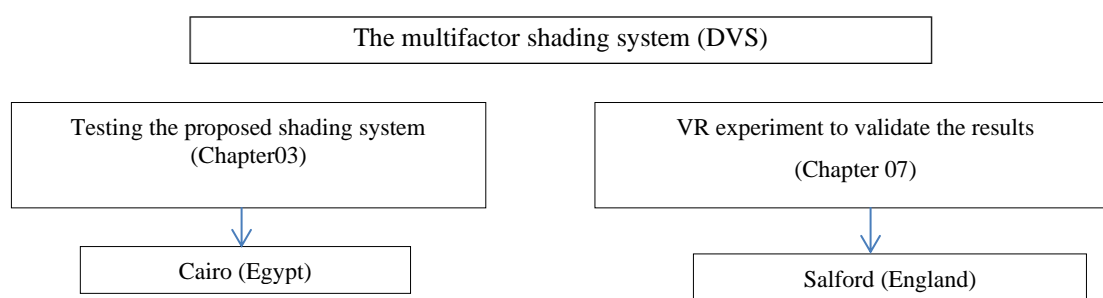 The multifactor shading system (DVS)
Testing the proposed shading system
(Chapter03)
VR experiment to validate the results
(Chapter 07)
Cairo (Egypt)
Salford (England)